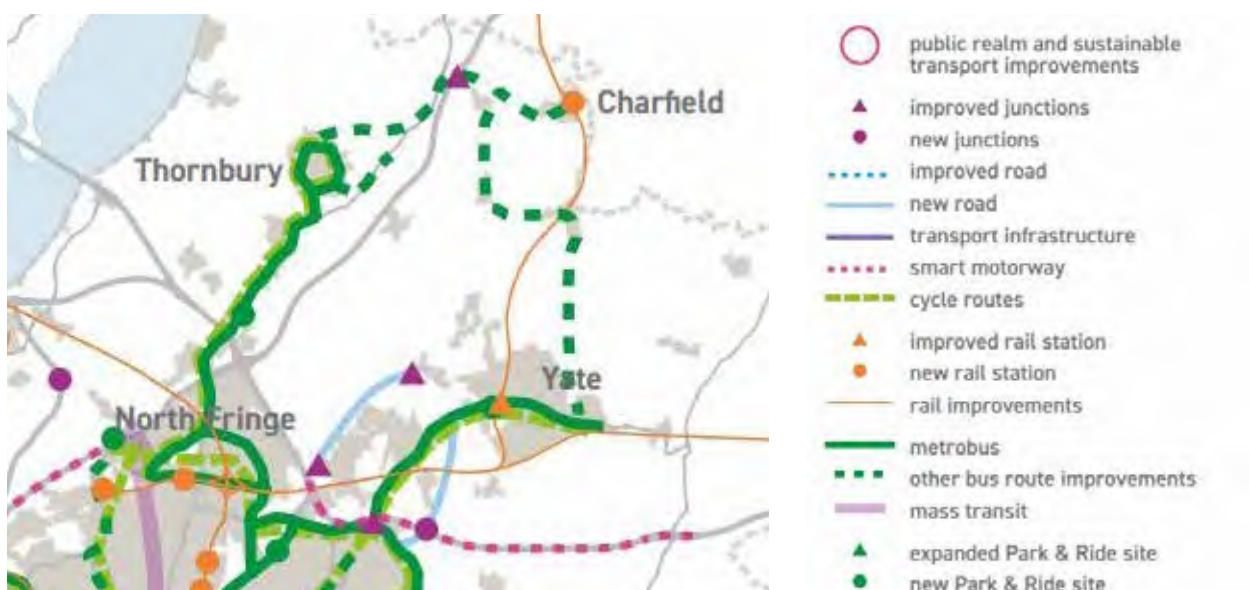 Charfield
Thornbury
Yate
North Fringe
public realm and sustainable
transport improvements
improved junctions
new junctions
improved road
new road
transport infrastructure
smart motorway
cycle routes
improved rail station
new rail station
rail improvements
metrobus
other bus route improvements
mass transit
expanded Park & Ride site
new Park & Ride site